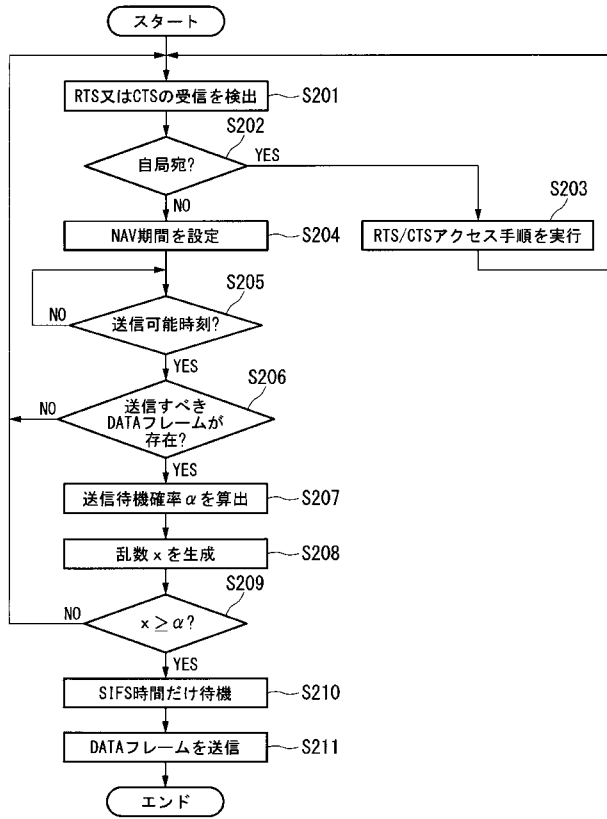 スタート
RTS又はCTSの受信を検出
S201
S202
自局宛?
YES
NO
S203
RTS/CTSアクセス手順を実行
NAV期間を設定
S204
S205
NO
送信可能時刻?
YES
S206
NO
送信すべき
DATAフレームが
存在?
YES
送信待機確率αを算出
S207
乱数xを生成
S208
S209
NO
x≧α?
YES
SIFS時間だけ待機
S210
DATAフレームを送信
S211
エンド